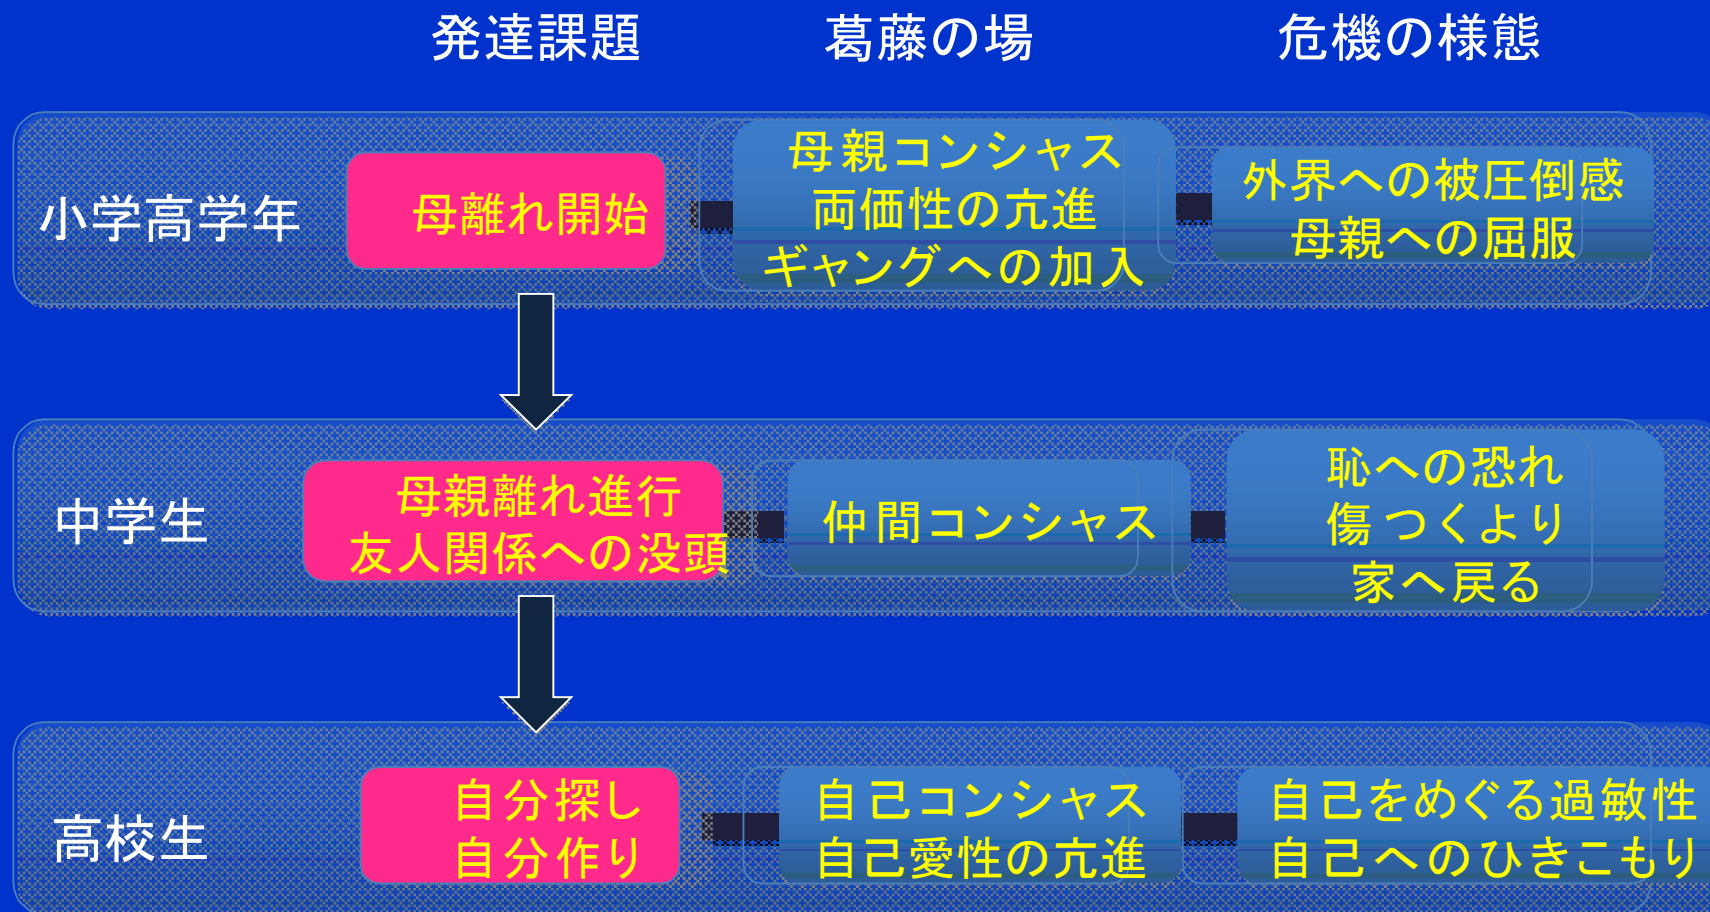 発達課題
葛藤の場
危機の様態
小学高学年
母離れ開始
母親コンシャス
両価性の亢進
ギャングへの加入
外界への被圧倒感
母親への屈服
中学生
母親離れ進行
友人関係への没頭
仲間コンシャス
恥への恐れ
傷つくより
家へ戻る
高校生
自分探し
自分作り
自己コンシャス
自己愛性の亢進
自己をめぐる過敏性
自己へのひきこもり